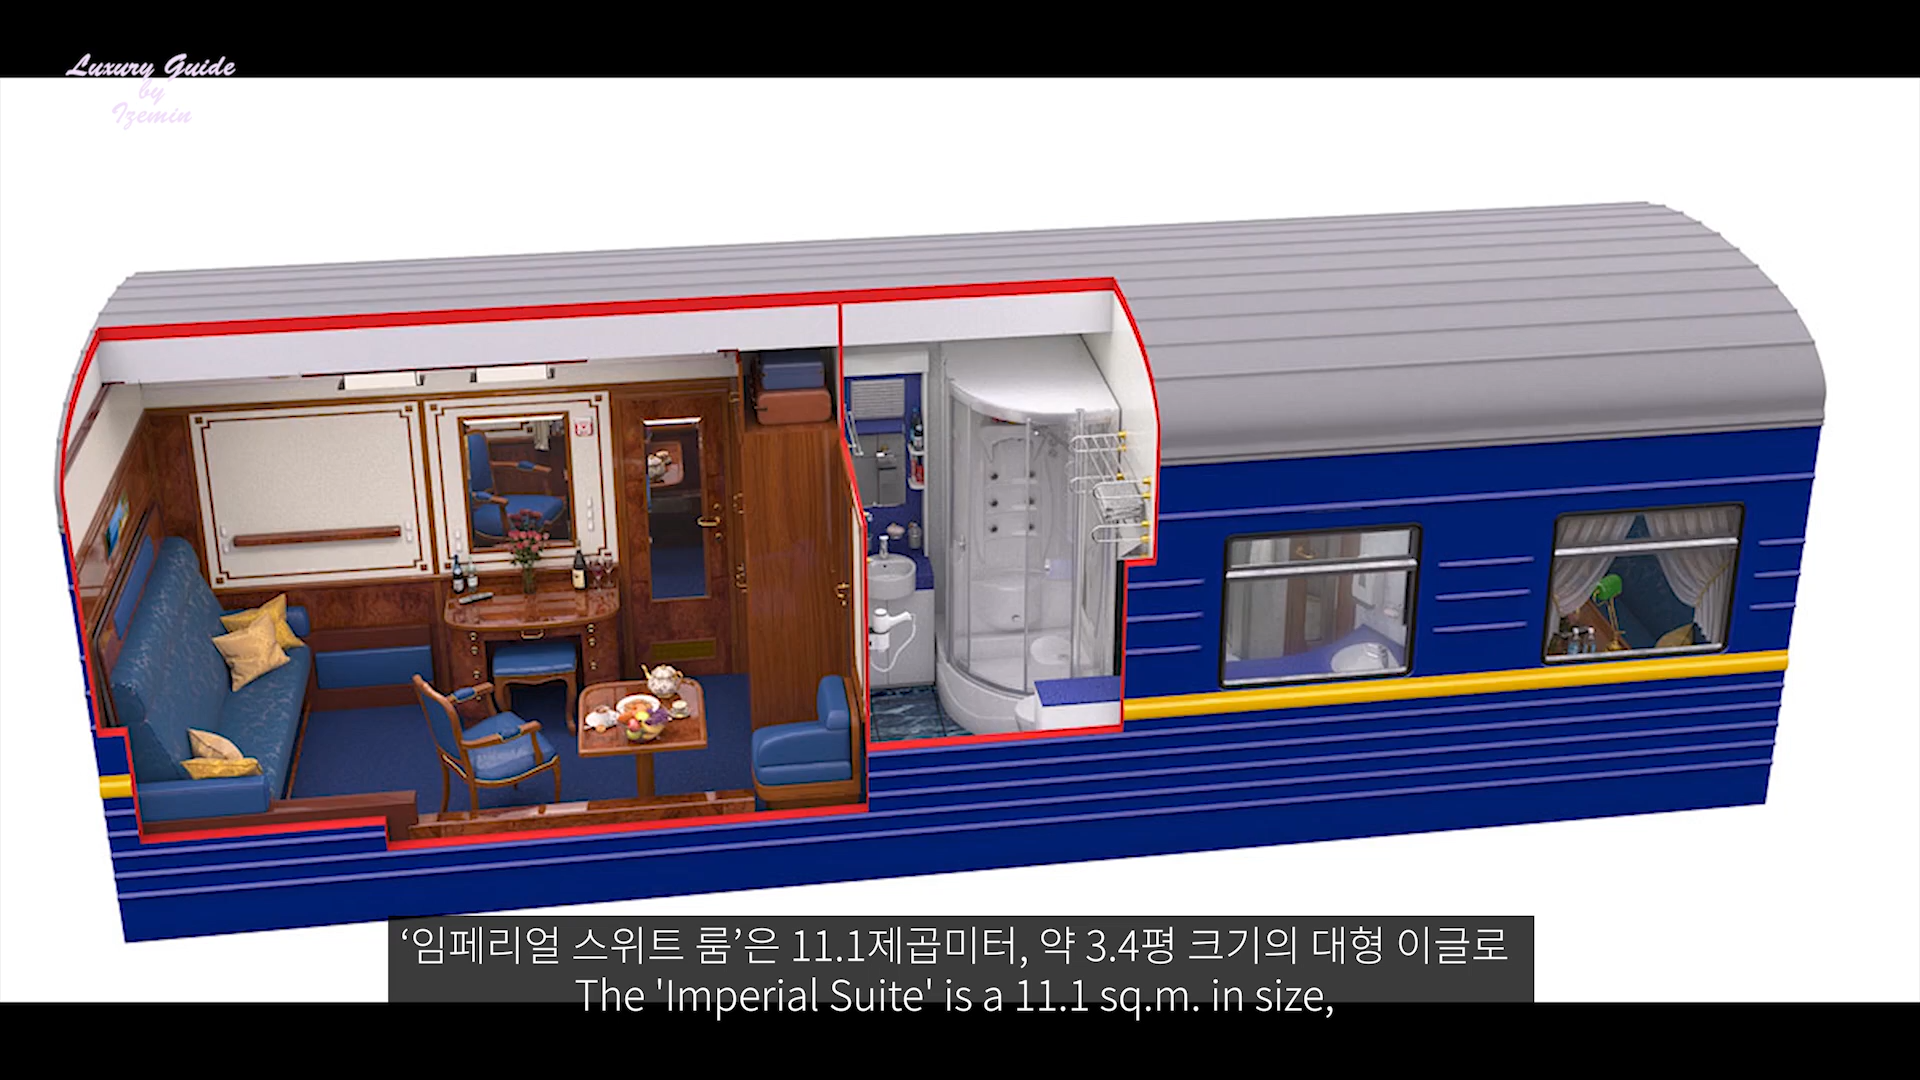 Luxury Guide
by
Izemin
‘임페리얼 스위트 룸’은 11.1제곱미터, 약 3.4평 크기의 대형 이글로
The 'Imperial Suite' is a 11.1 sq.m. in size,